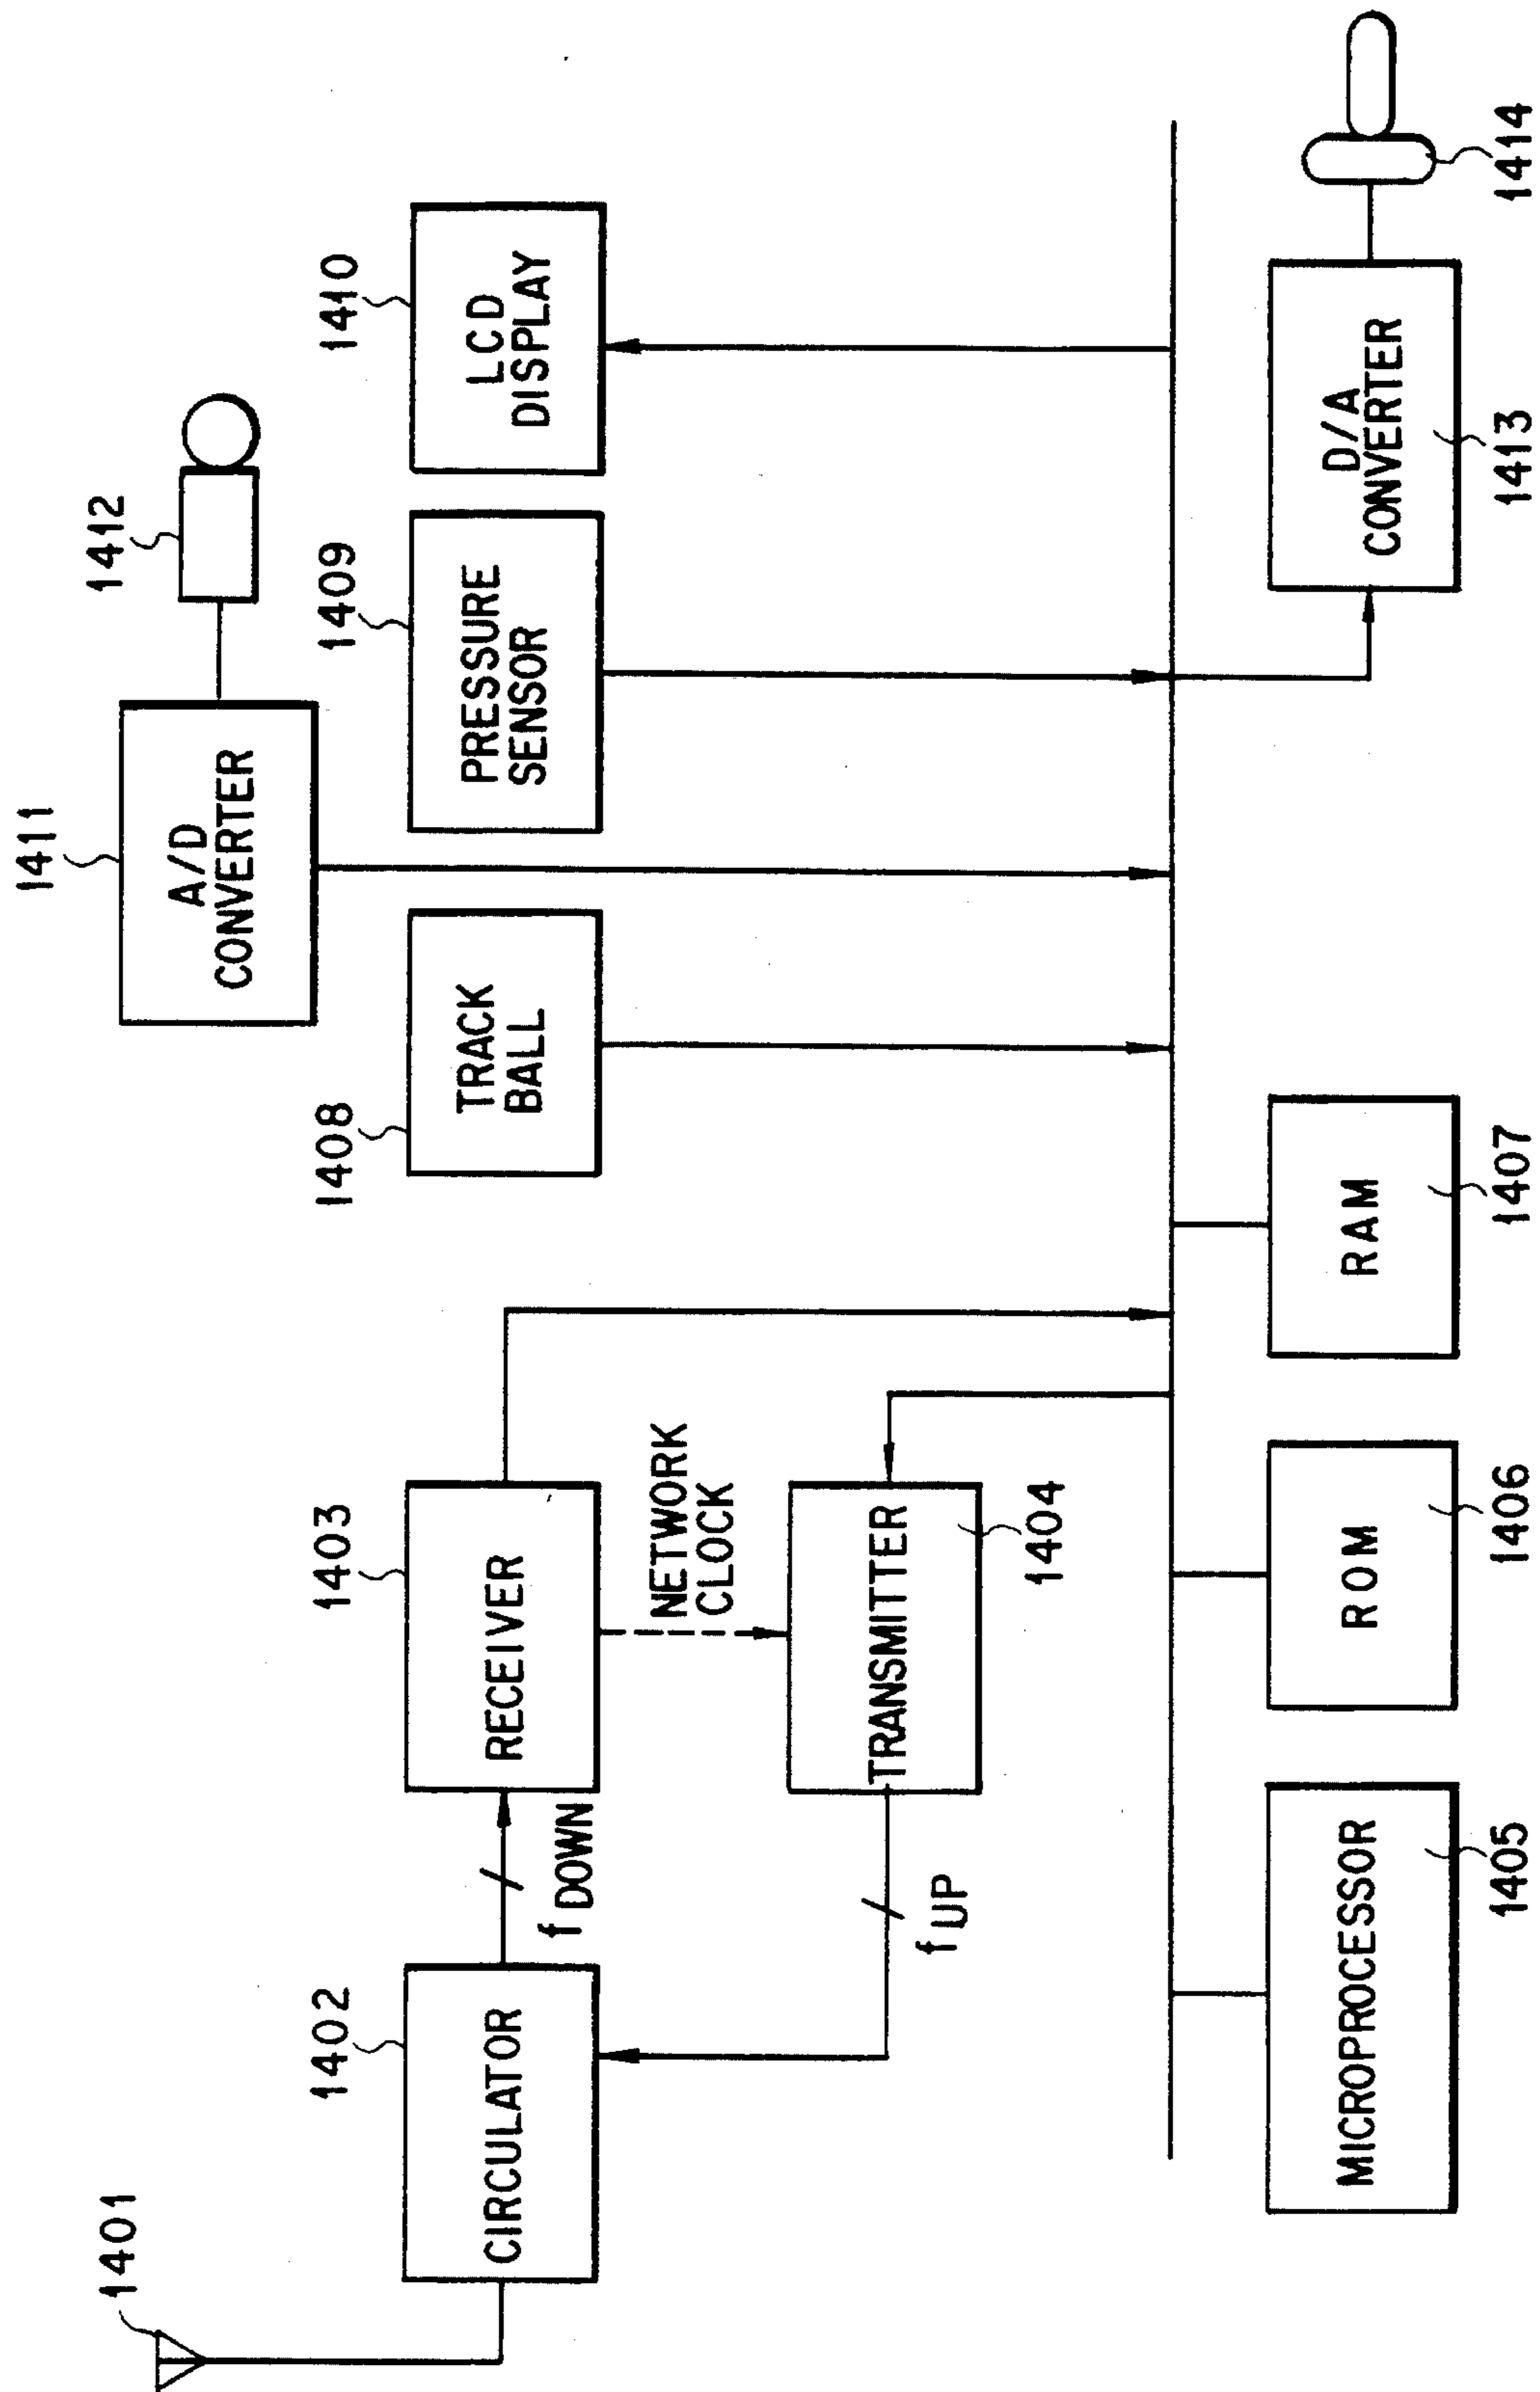 1401
1402
CIRCULATOR
f DOWN
1403
RECEIVER
NETWORK
CLOCK
TRANSMITTER
1404
f UP
1408
TRACK
BALL
1411
A/D
CONVERTER
1412
1409
PRESSURE
SENSOR
1410
LCD
DISPLAY
MICROPROCESSOR
1405
ROM
1406
RAM
1407
D/A
CONVERTER
1413
1414